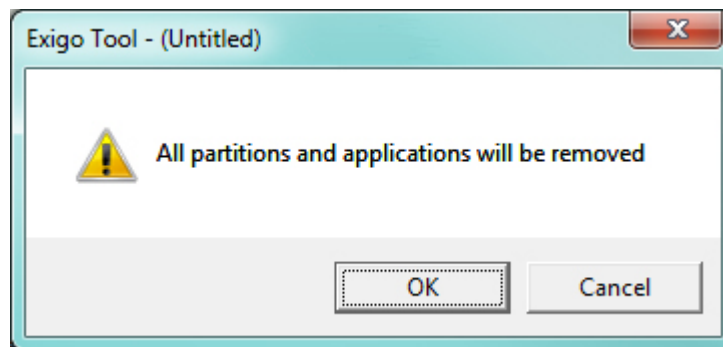 Exigo Tool - (Untitled)
All partitions and applications will be removed
OK
Cancel